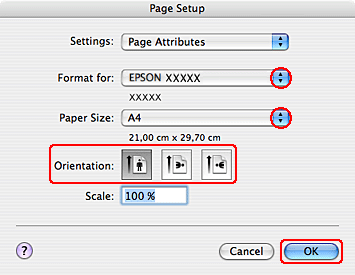 Page Setup
Settings: Page Attributes
Format for: EPSON XXXXX
XXXXX
Paper Size: A4
21,00 cm x 29,70 cm
Orientation:
Scale: 100 %
? Cancel OK